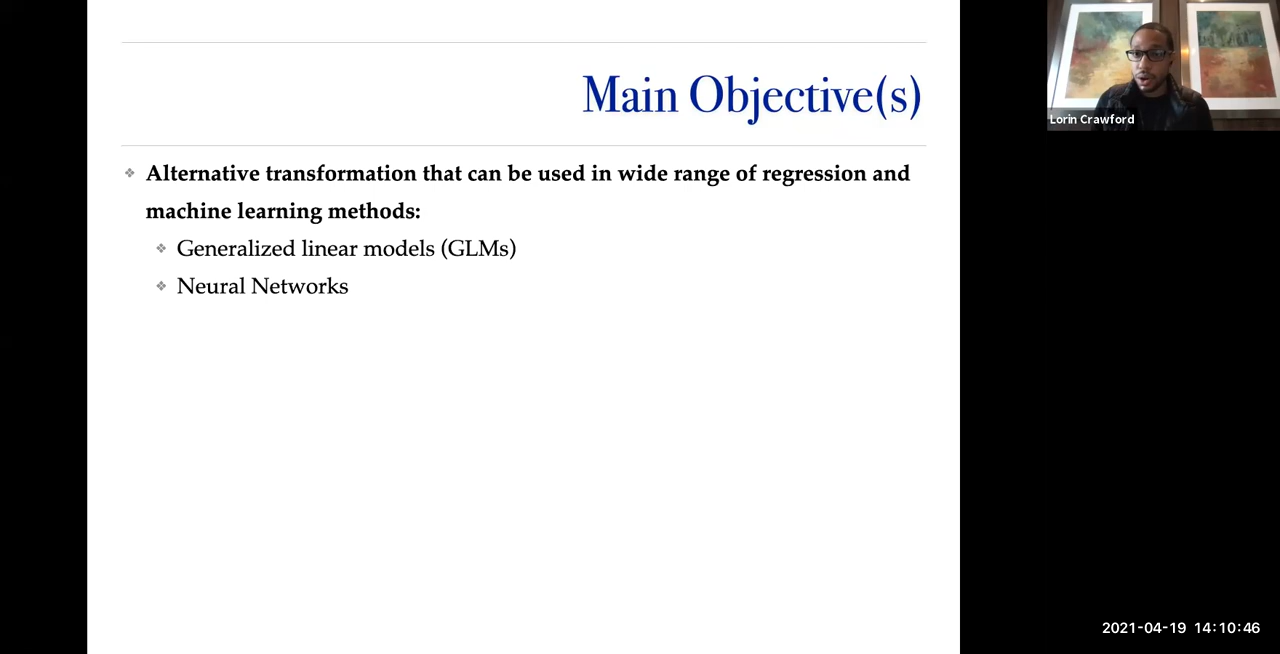 Main Objective(s)
Alternative transformation that can be used in wide range of regression and
machine learning methods:
Generalized linear models (GLMs)
Neural Networks
Lorin Crawford
2021-04-19 14:10:46